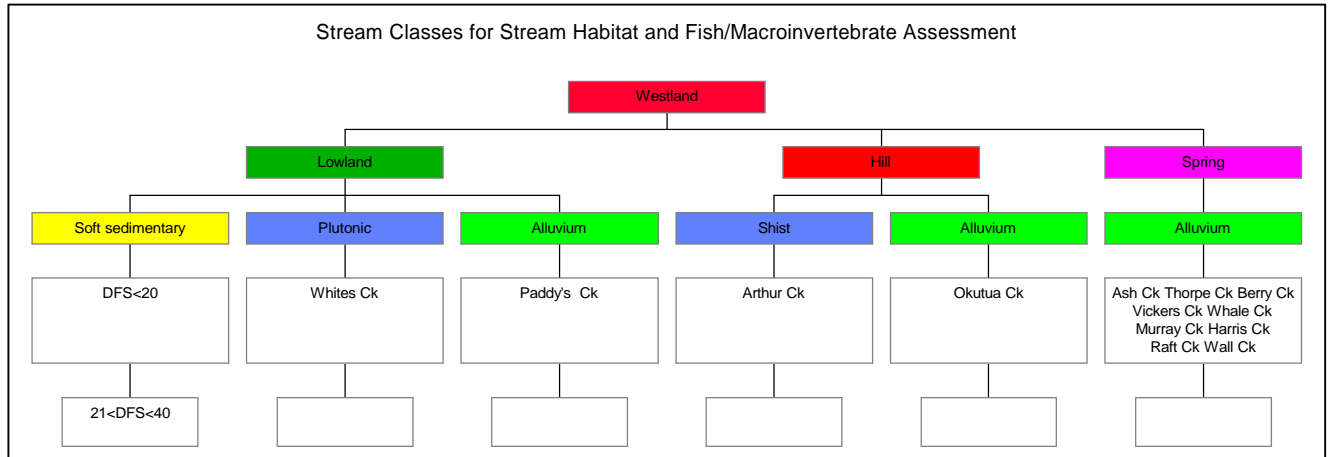 Stream Classes for Stream Habitat and Fish/Macroinvertebrate Assessment
Westland
Lowland
Hill
Spring
Soft sedimentary
Plutonic
Alluvium
Shist
Alluvium
Alluvium
DFS<20
Whites Ck
Paddy's Ck
Arthur Ck
Okutua Ck
Ash Ck Thorpe Ck Berry Ck
Vickers Ck Whale Ck
Murray Ck Harris Ck
Raft Ck Wall Ck
21<DFS<40